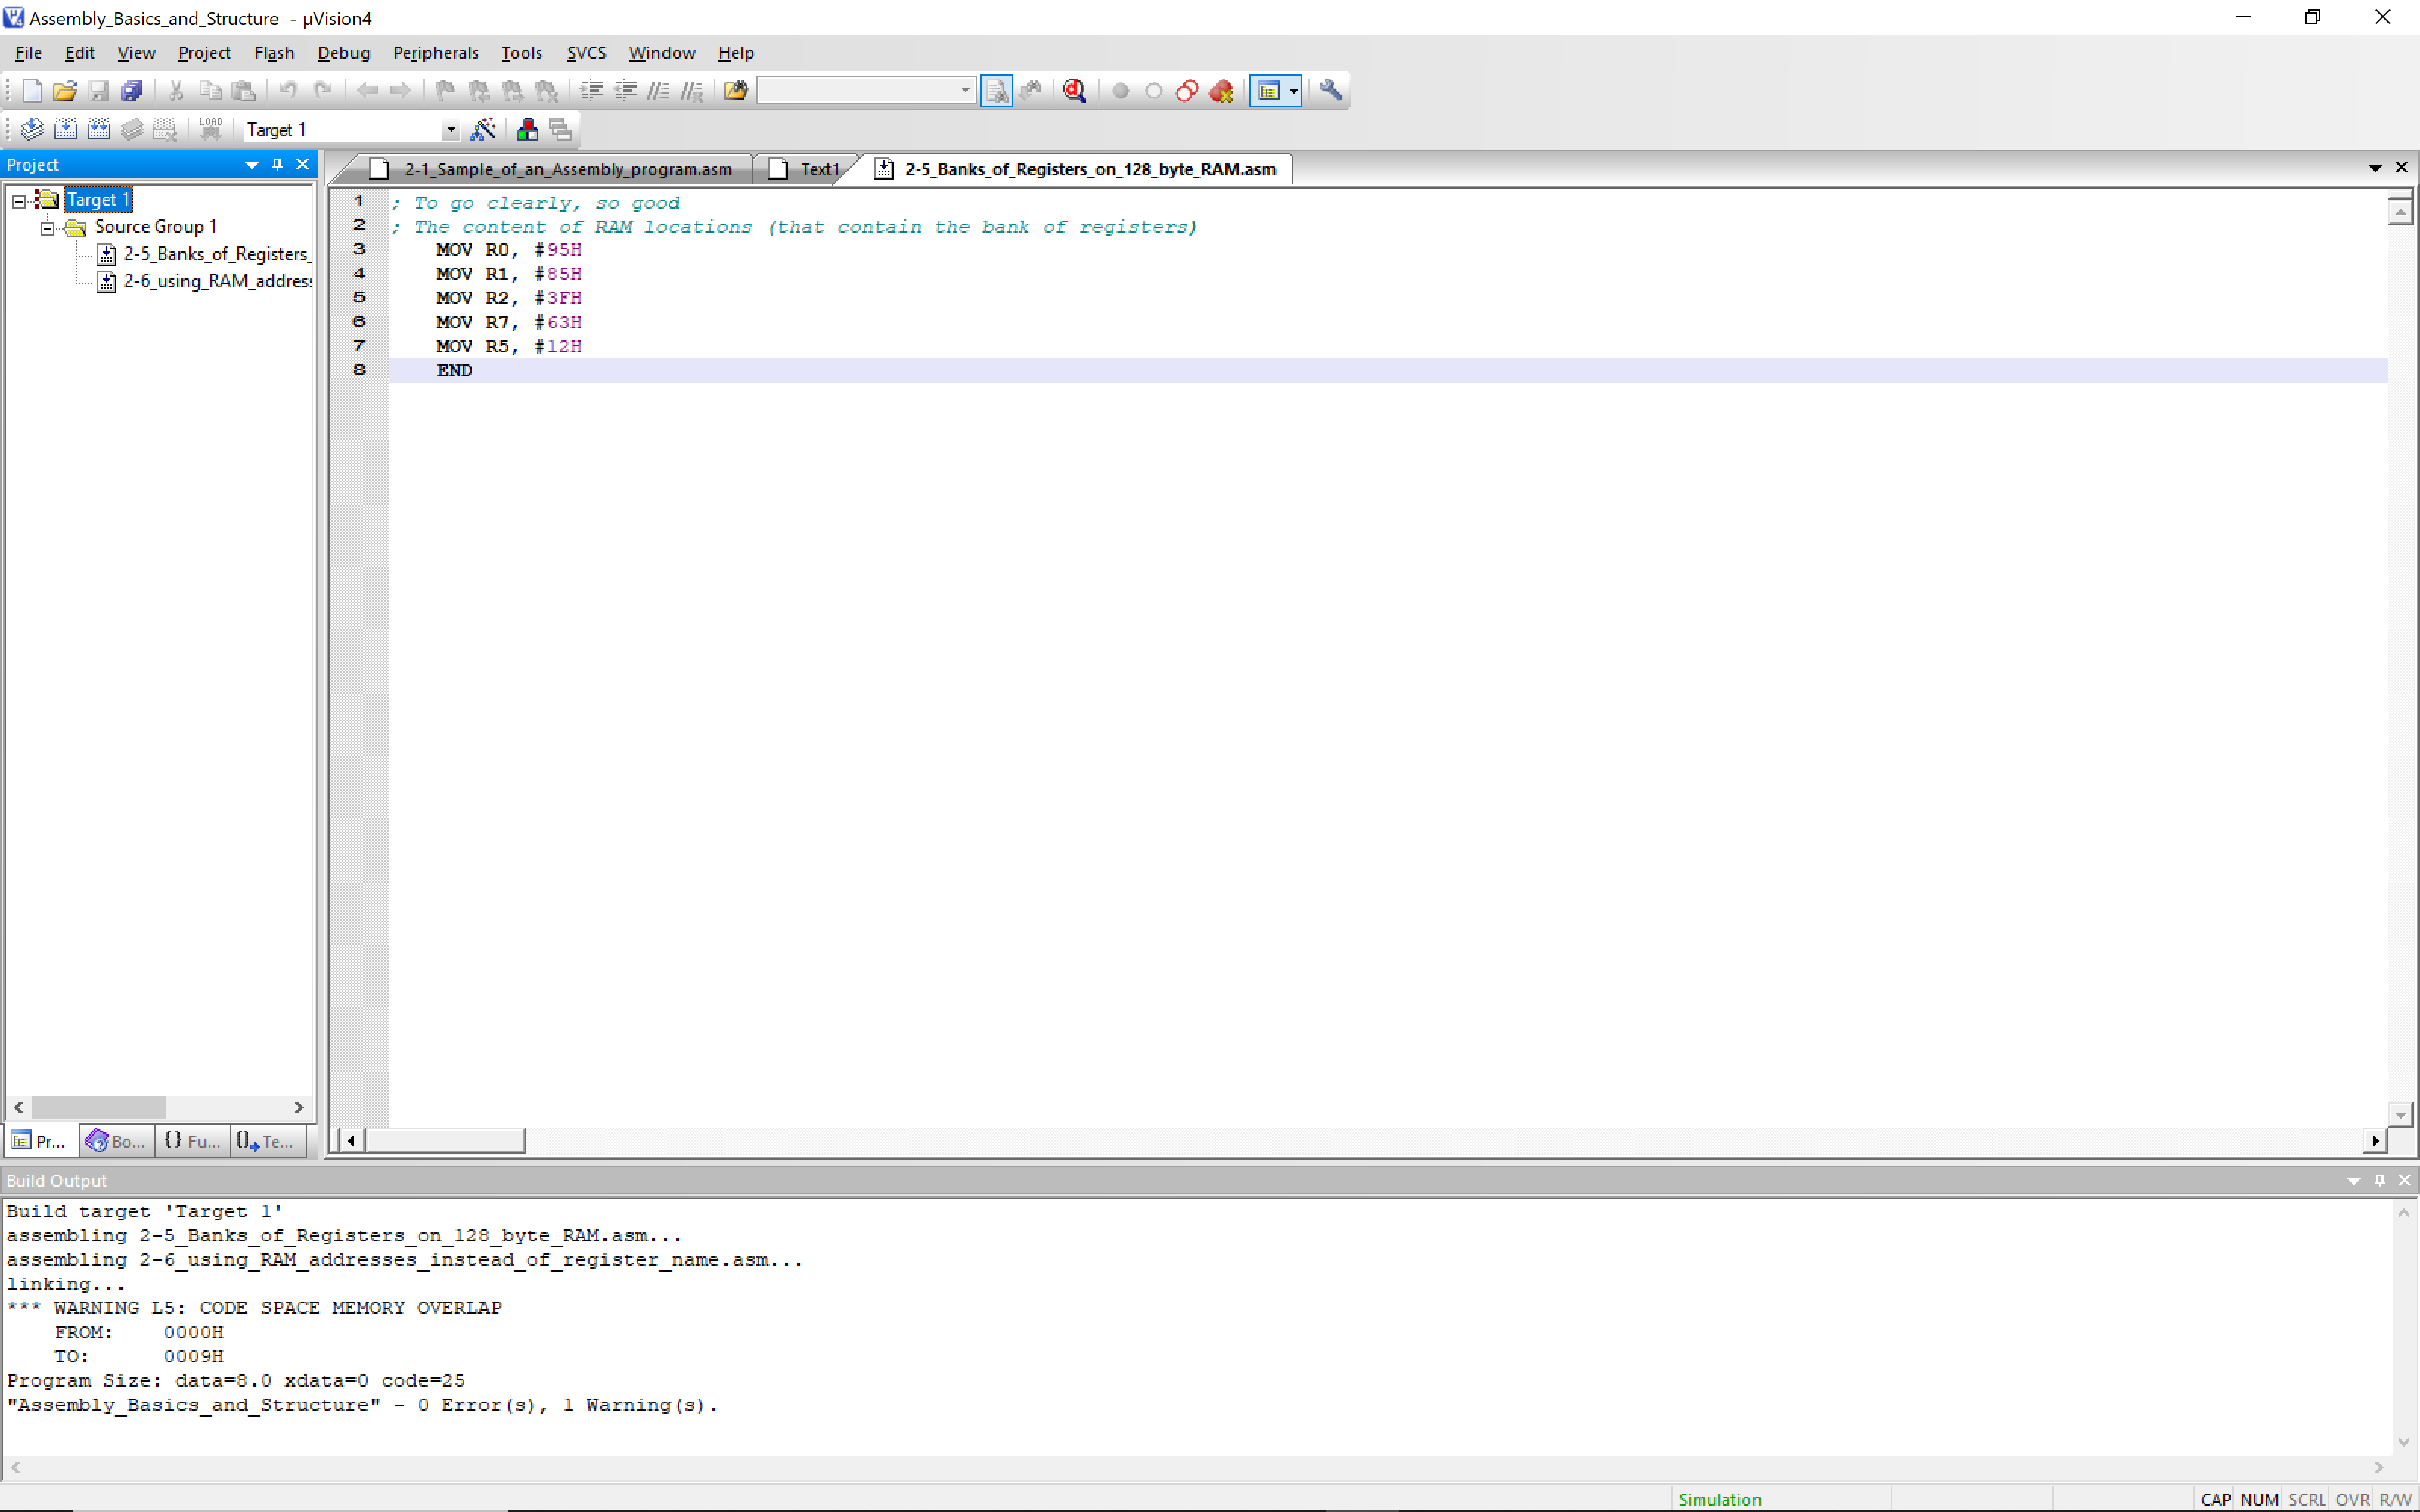 Assembly_Basics_and_Structure - µVision4
File Edit View Project Flash Debug Peripherals Tools SVCS Window Help
LOAD Target 1
Project
2-1_Sample_of_an_Assembly_program.asm Text1 2-5_Banks_of_Registers_on_128_byte_RAM.asm
Target 1
Source Group 1
2-5_Banks_of_Registers_
2-6_using_RAM_addres
1 ; To go clearly, so good
2 ; The content of RAM locations (that contain the bank of registers)
3 MOV R0, #95H
4 MOV R1, #85H
5 MOV R2, #3FH
6 MOV R7, #63H
7 MOV R5, #12H
8 END
Pr... Bo... {} Fu... Te...
Build Output
Build target 'Target 1'
assembling 2-5_Banks_of_Registers_on_128_byte_RAM.asm...
assembling 2-6_using_RAM_addresses_instead_of_register_name.asm...
linking...
*** WARNING L5: CODE SPACE MEMORY OVERLAP
FROM: 0000H
TO: 0009H
Program Size: data=8.0 xdata=0 code=25
"Assembly_Basics_and_Structure" - 0 Error(s), 1 Warning(s).
Simulation CAP NUM SCRL OVR R/W